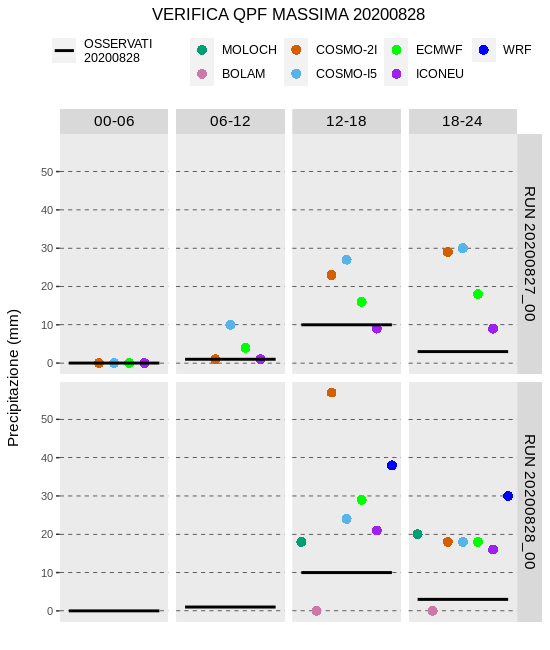 VERIFICA QPF MASSIMA 20200828
OSSERVATI
20200828
MOLOCH
COSMO-2I
ECMWF
WRF
BOLAM
COSMO-I5
ICONEU
00-06
06-12
12-18
18-24
50
40
30
20
10
0
RUN 20200827_00
Precipitazione (mm)
50
40
30
20
10
0
RUN 20200828_00